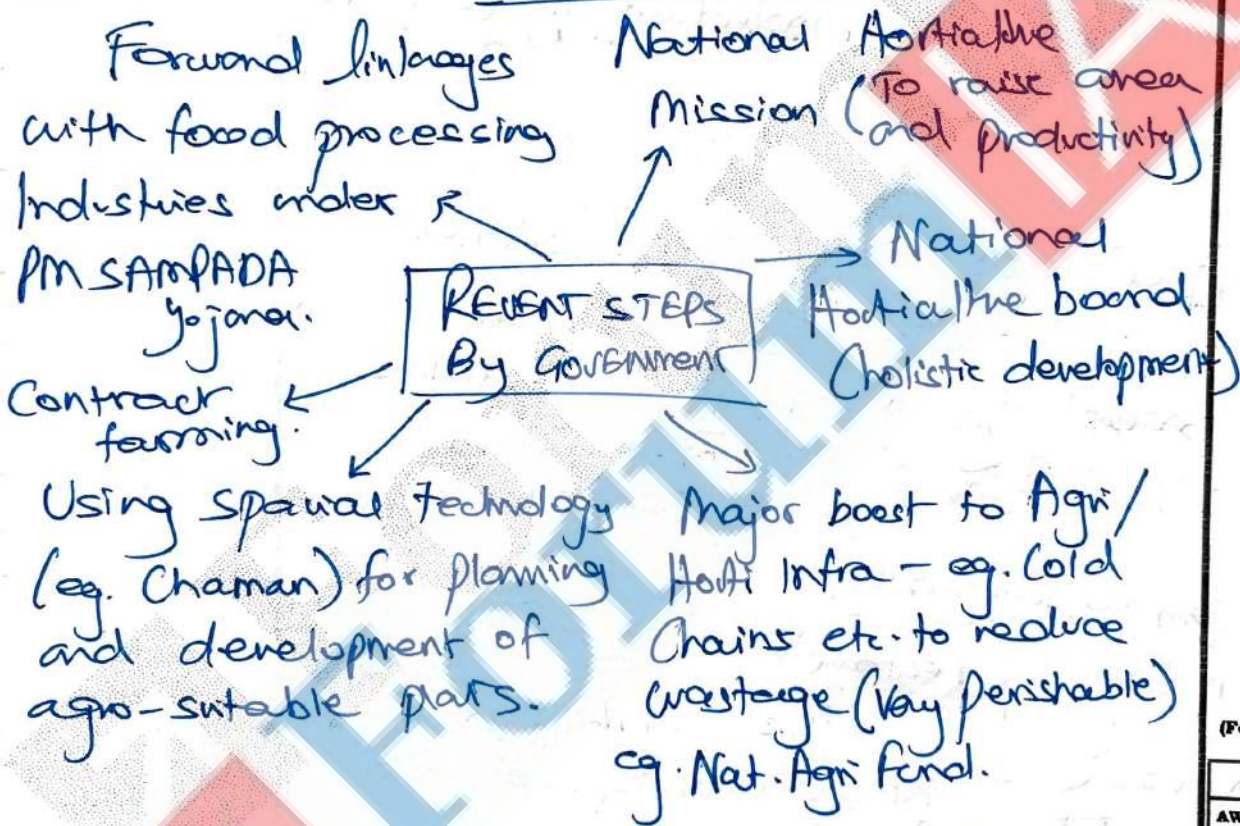 Forward linkages
with food processing
Industries under
PM SAMPADA
Yojana.
National Horticulture
Mission (To raise area
and productivity)
National
Horticulture board
(holistic development)
RECENT STEPS
By Government
Contract
farming.
Using spatial technology
(eg. Chaman) for planning
and development of
agro-suitable plans.
Major boost to Agri/
Horti Infra - eg. Cold
Chains etc. to reduce
wastage (Very Perishable)
eg. Nat. Agri fund.
Forum
(F
AW